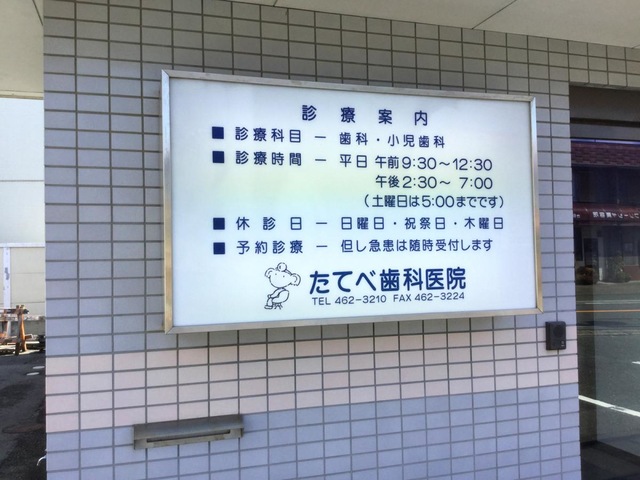 診療案内
■診療科目 － 歯科・小児歯科
■診療時間 － 平日 午前9:30～12:30
午後2:30～7:00
(土曜日は5:00までです)
■休診日 － 日曜日・祝祭日・木曜日
■予約診療 － 但し急患は随時受付します
たてべ歯科医院
TEL 462-3210 FAX 462-3224